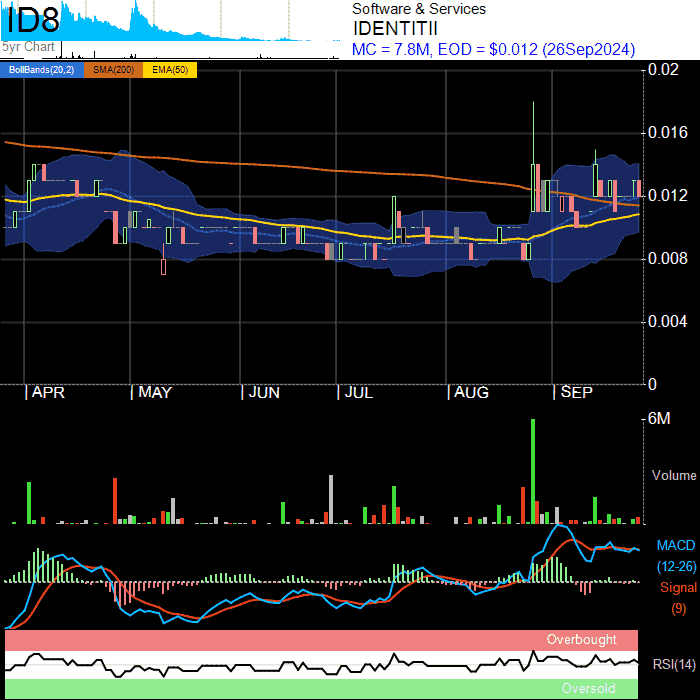 ID8
5yr Chart
Software & Services
IDENTITII
MC = 7.8M, EOD = $0.012 (26Sep2024)
BollBands(20,2) SMA(200) EMA(50)
0.02
0.016
0.012
0.008
0.004
0
APR MAY JUN JUL AUG SEP
6M
Volume
MACD
(12-26)
Signal
(9)
Overbought
RSI(14)
Oversold